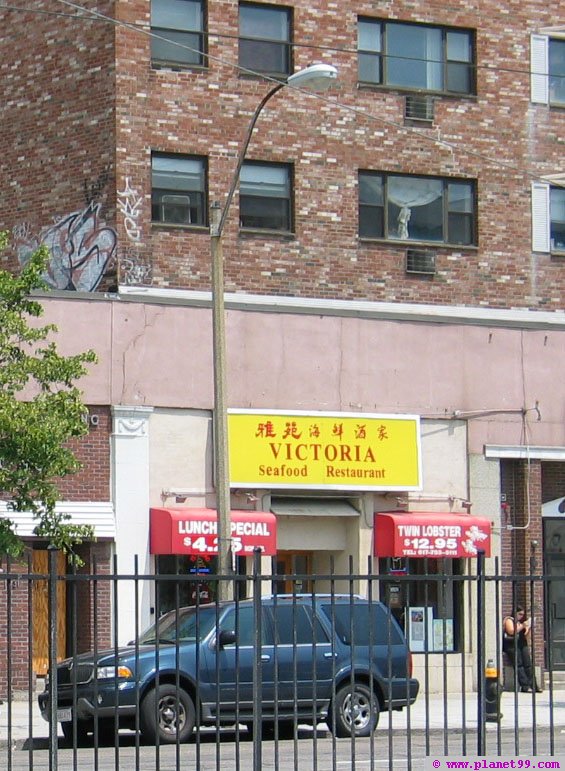 雅苑海鲜酒家
VICTORIA
Seafood Restaurant
LUNCH SPECIAL
TWIN LOBSTER
$12.95
© www.planet99.com